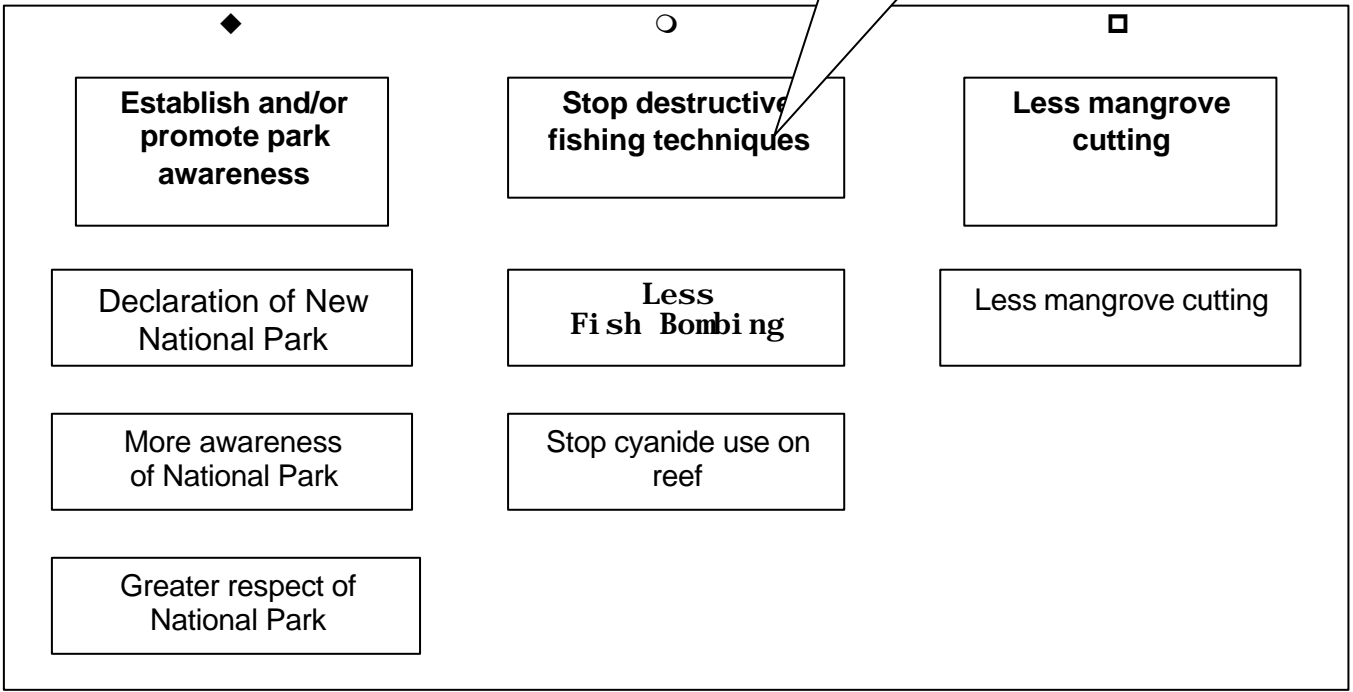 ◆
❍
◘
Establish and/or
promote park
awareness
Stop destructive
fishing techniques
Less mangrove
cutting
Declaration of New
National Park
Less
Fish Bombing
Less mangrove cutting
More awareness
of National Park
Stop cyanide use on
reef
Greater respect of
National Park